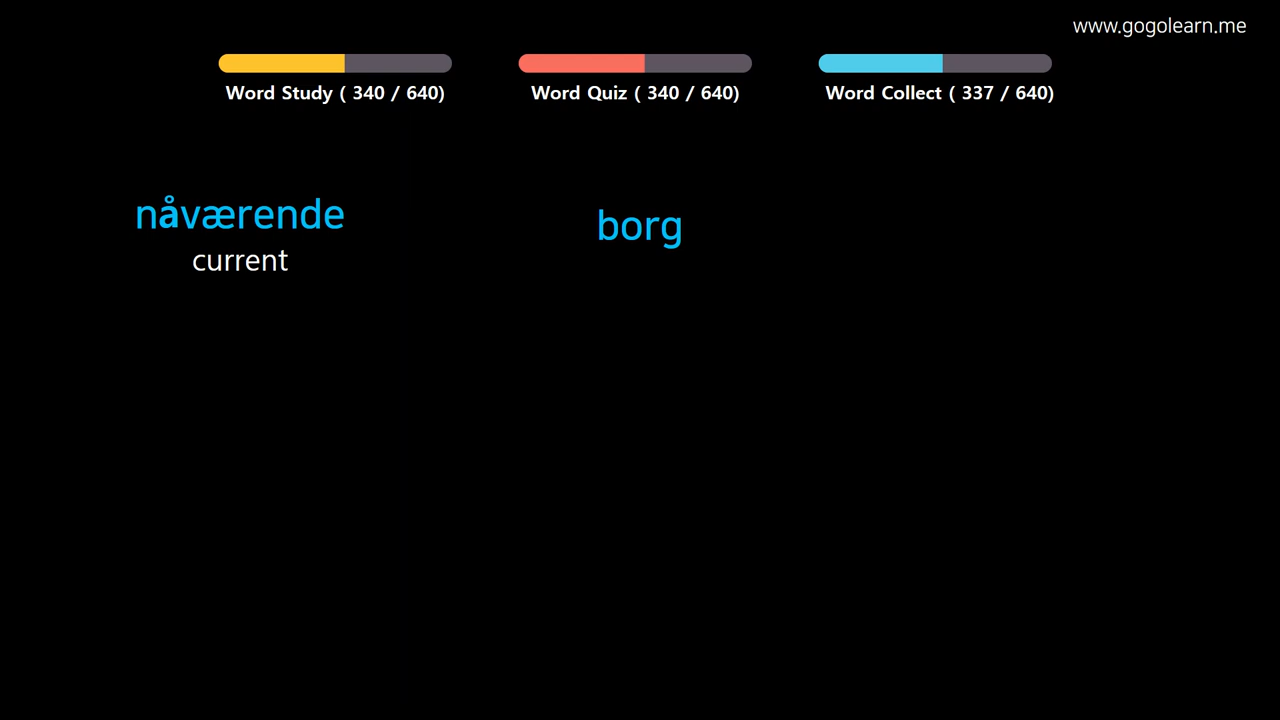 www.gogolearn.me
Word Study ( 340 / 640)
Word Quiz ( 340 / 640)
Word Collect ( 337 / 640)
nåværende
current
borg